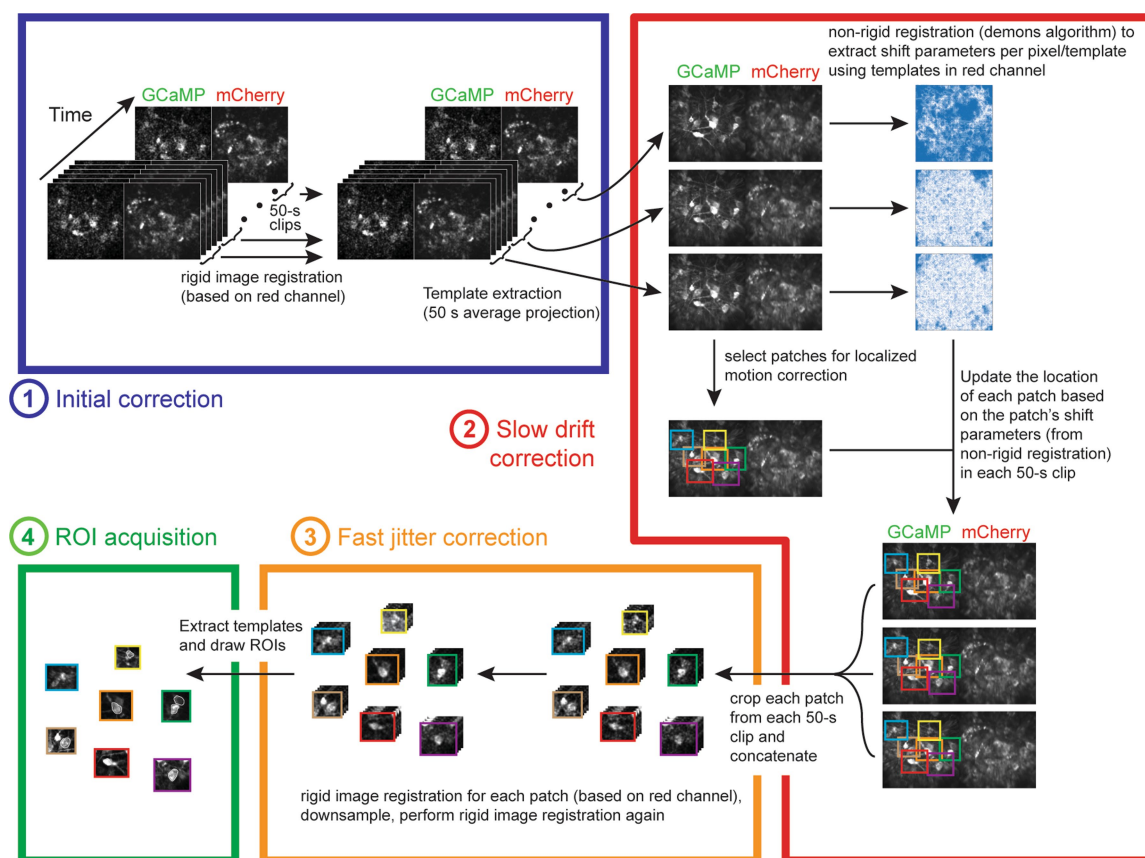 Time
GCaMP mCherry
50-s
clips
rigid image registration
(based on red channel)
GCaMP mCherry
Template extraction
(50 s average projection)
1 Initial correction
non-rigid registration (demons algorithm) to
extract shift parameters per pixel/template
using templates in red channel
GCaMP mCherry
select patches for localized
motion correction
Update the location
of each patch based
on the patch's shift
parameters (from
non-rigid registration)
in each 50-s clip
2 Slow drift
correction
GCaMP mCherry
crop each patch
from each 50-s
clip and
concatenate
3 Fast jitter correction
rigid image registration for each patch (based on red channel),
downsample, perform rigid image registration again
4 ROI acquisition
Extract templates
and draw ROIs